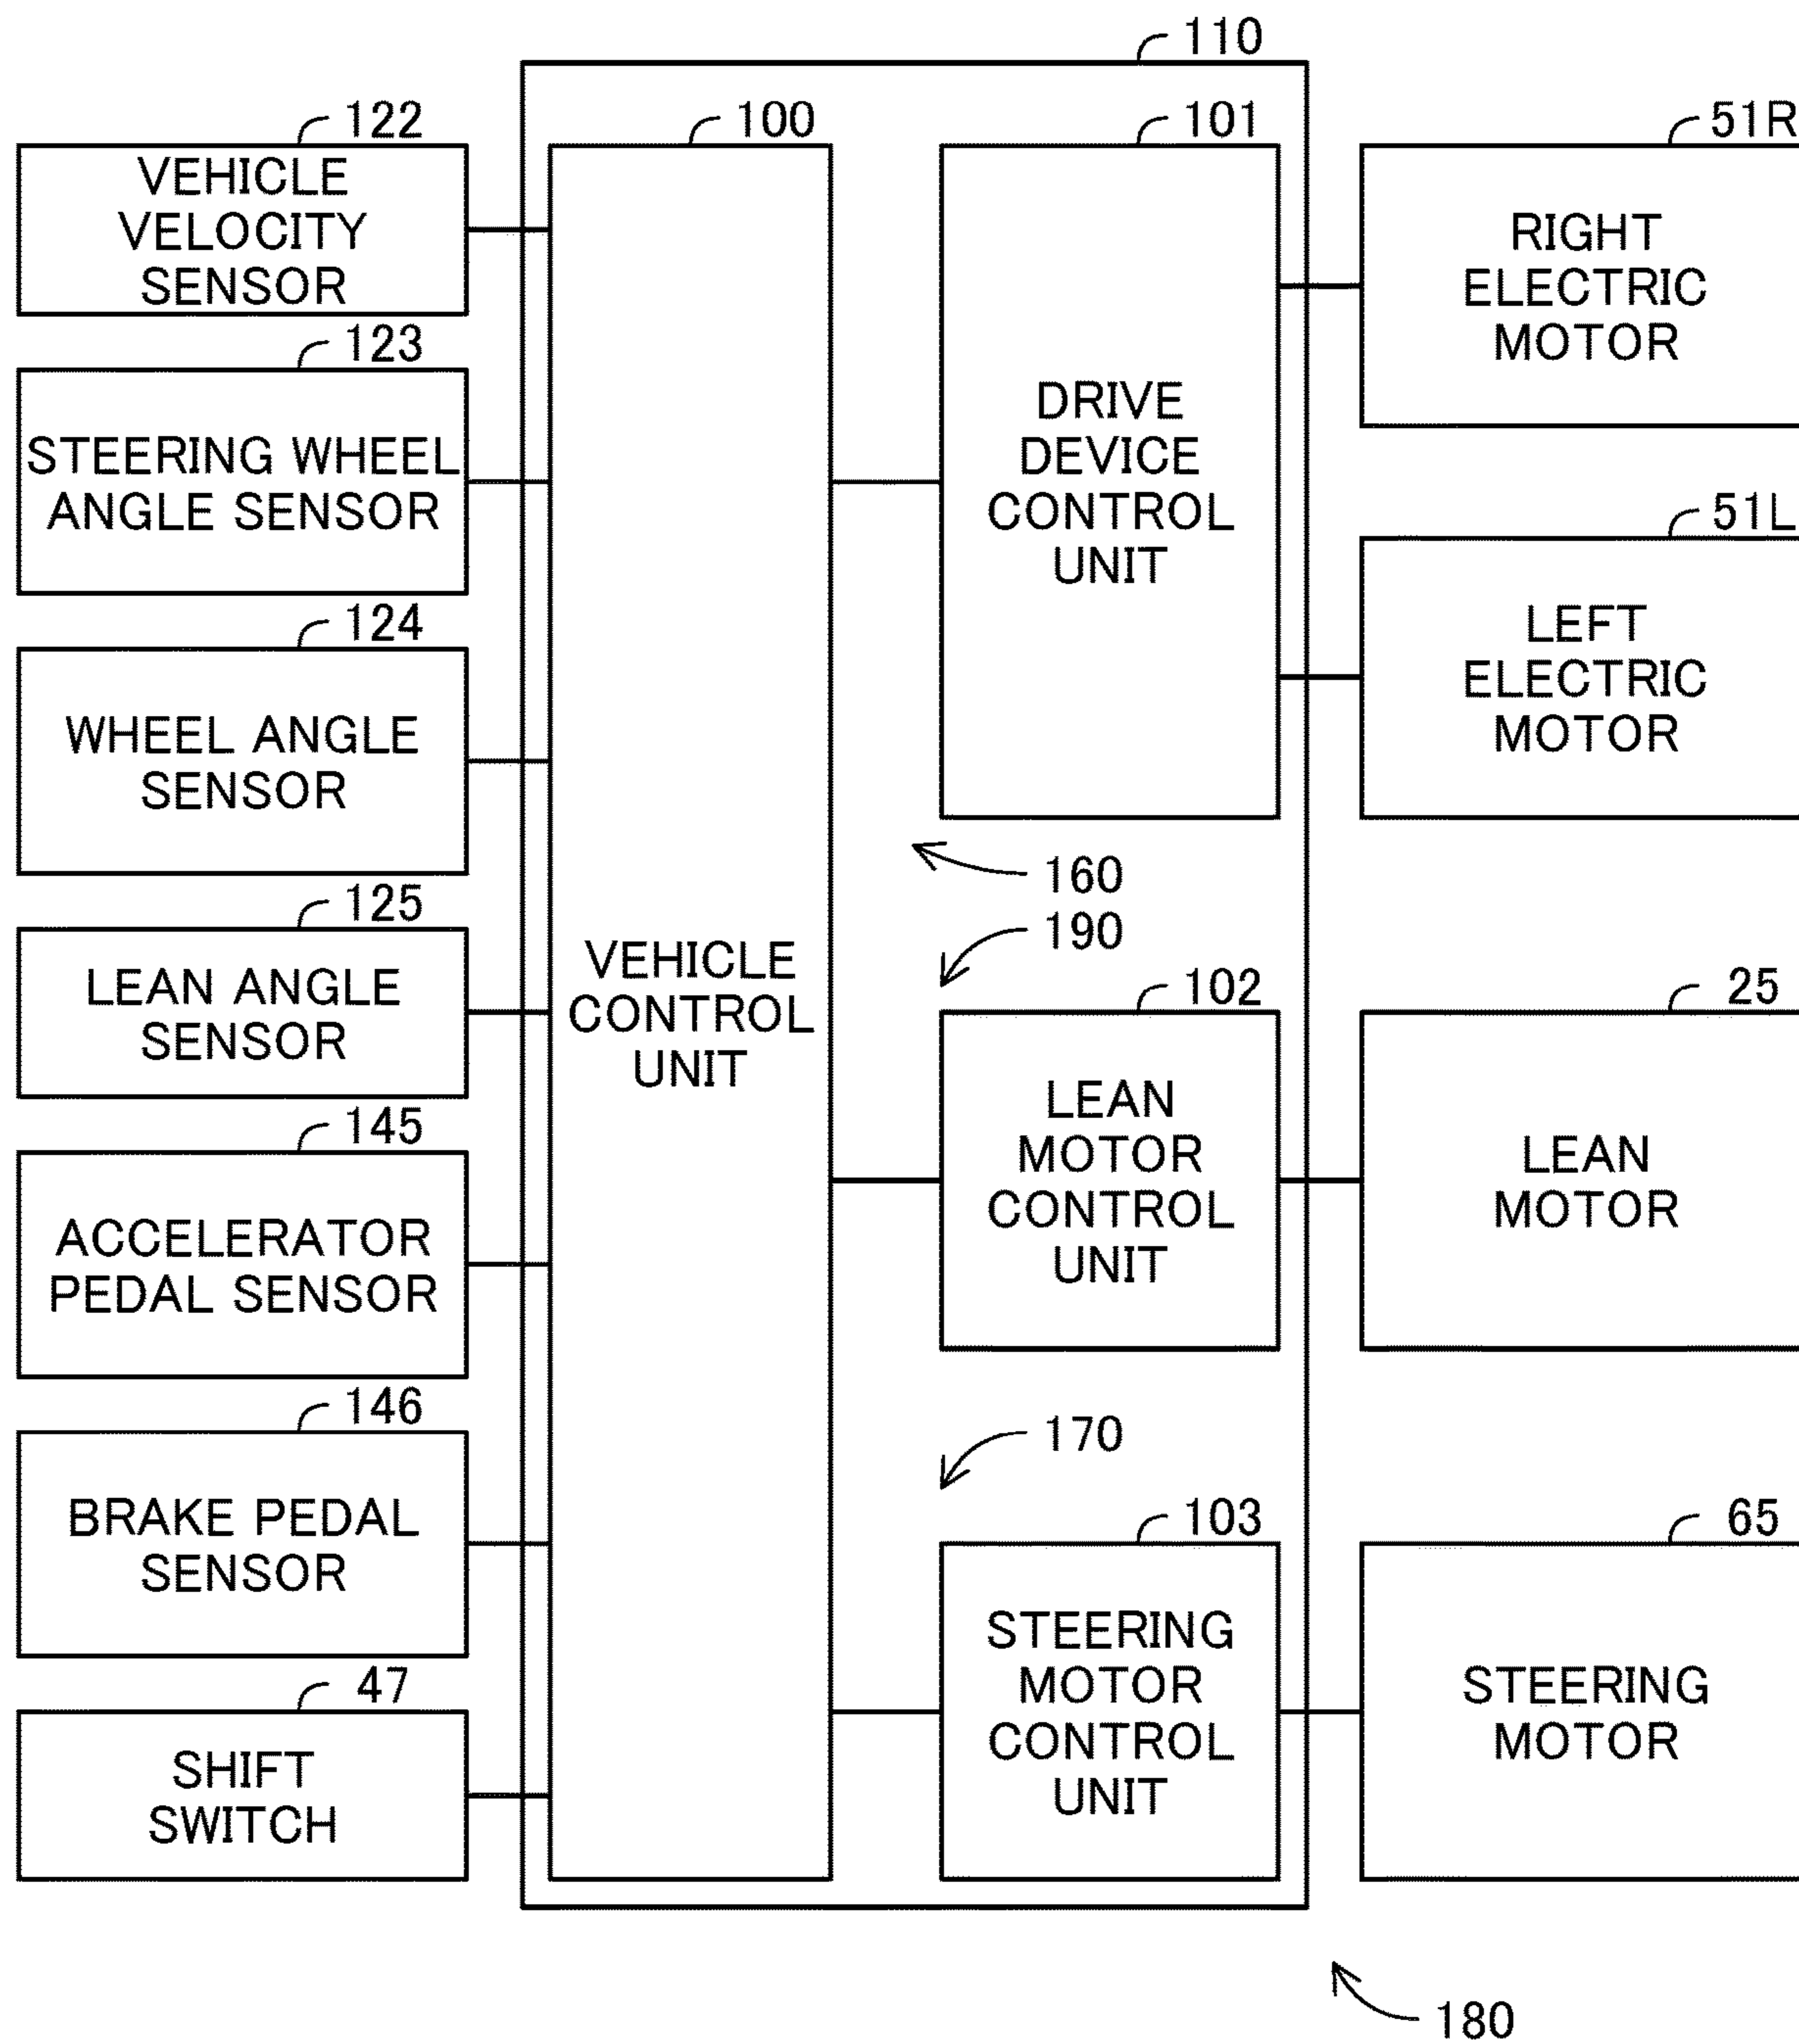 110
122
VEHICLE
VELOCITY
SENSOR
123
STEERING WHEEL
ANGLE SENSOR
124
WHEEL ANGLE
SENSOR
125
LEAN ANGLE
SENSOR
145
ACCELERATOR
PEDAL SENSOR
146
BRAKE PEDAL
SENSOR
47
SHIFT
SWITCH
100
VEHICLE
CONTROL
UNIT
101
DRIVE
DEVICE
CONTROL
UNIT
160
190
102
LEAN
MOTOR
CONTROL
UNIT
170
103
STEERING
MOTOR
CONTROL
UNIT
51R
RIGHT
ELECTRIC
MOTOR
51L
LEFT
ELECTRIC
MOTOR
25
LEAN
MOTOR
65
STEERING
MOTOR
180